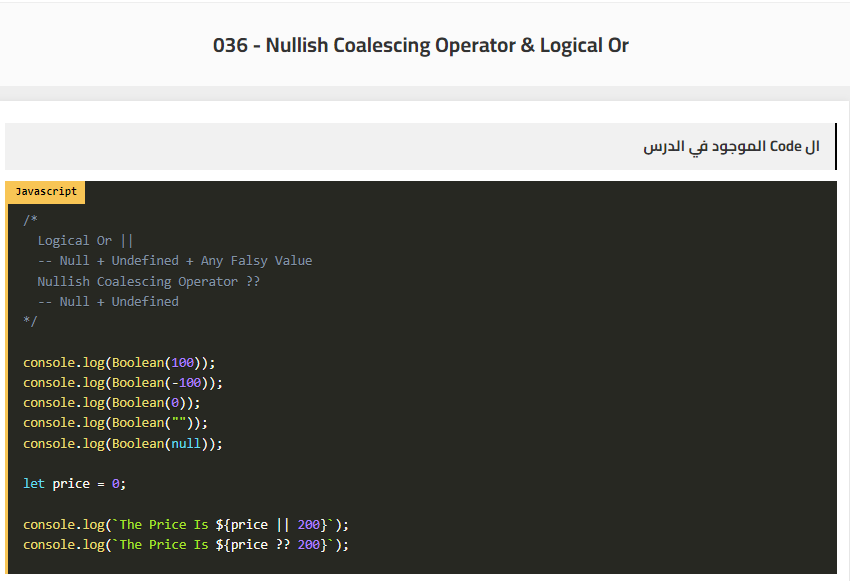 036 - Nullish Coalescing Operator & Logical Or
ال Code الموجود في الدرس
Javascript
/*
  Logical Or ||
  -- Null + Undefined + Any Falsy Value
  Nullish Coalescing Operator ??
  -- Null + Undefined
*/
console.log(Boolean(100));
console.log(Boolean(-100));
console.log(Boolean(0));
console.log(Boolean(""));
console.log(Boolean(null));
let price = 0;
console.log(`The Price Is ${price || 200}`);
console.log(`The Price Is ${price ?? 200}`);